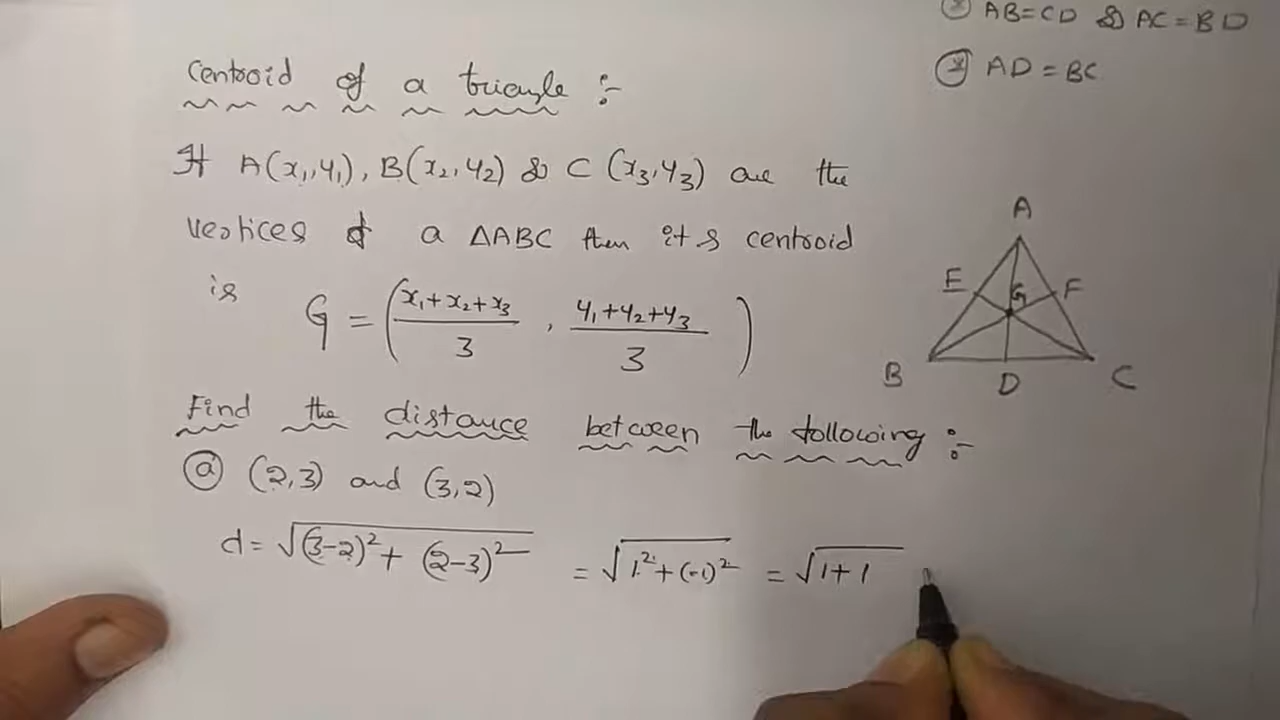 AB=CD & AC=BD
AD=BC
Centroid of a triangle :-
If A(x₁,y₁), B(x₂,y₂) & C (x₃,y₃) are the
vertices of a ΔABC then it s centroid
is G = (x₁+x₂+x₃/3 , y₁+y₂+y₃/3)
A
E G F
B D C
Find the distance between the following :-
ⓐ (2,3) and (3,2)
d= √(3-2)²+ (2-3)² = √1²+(-1)² = √1+1